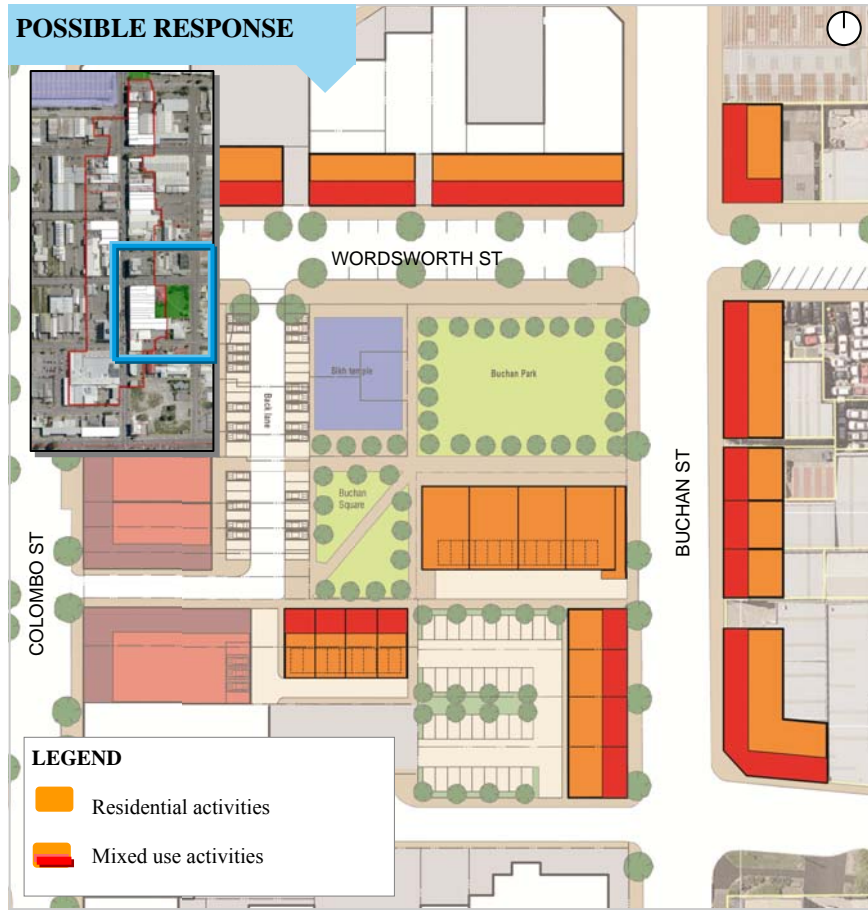 POSSIBLE RESPONSE
WORDSWORTH ST
Sikh temple
Buchan Park
Back lane
Buchan
Square
BUCHAN ST
COLOMBO ST
LEGEND
Residential activities
Mixed use activities